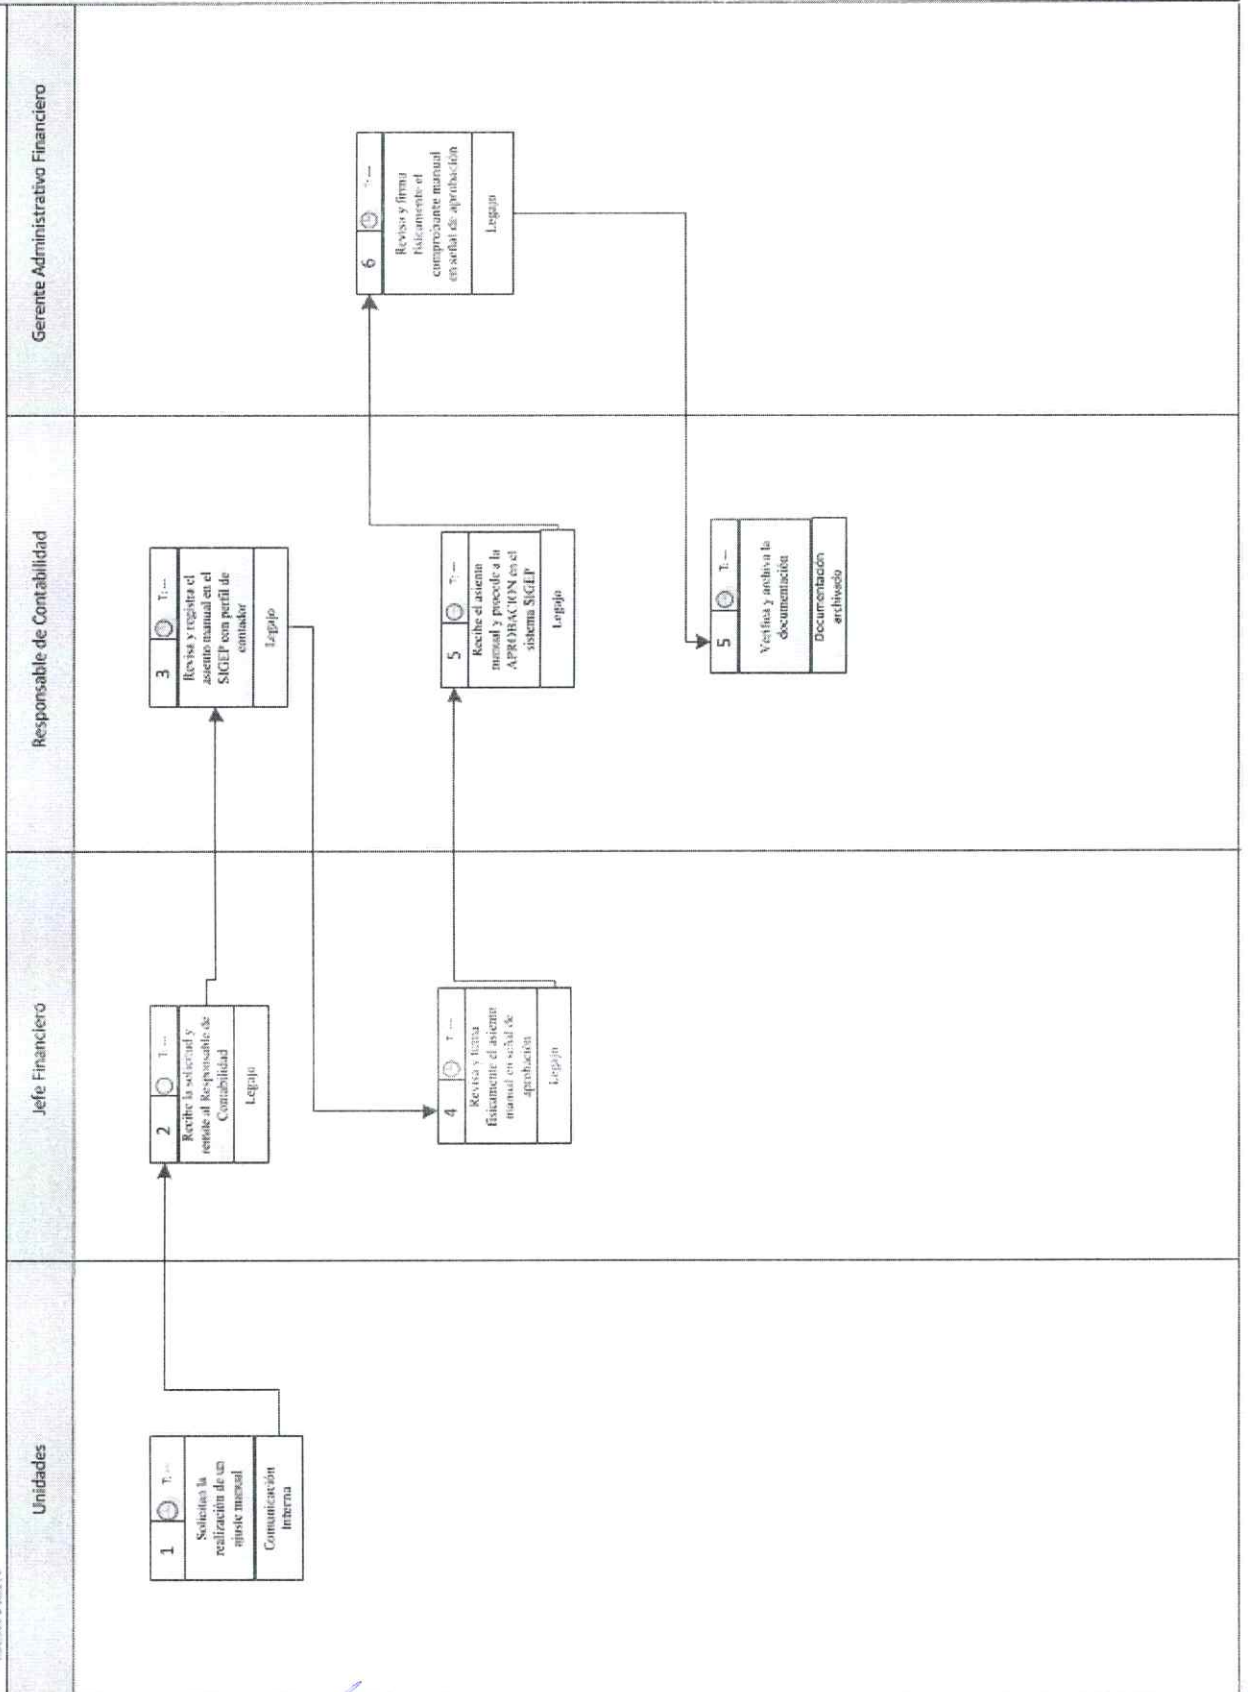 Unidades
Jefe Financiero
Responsable de Contabilidad
Gerente Administrativo Financiero
1 T: ---
Solicitan la
realización de un
ajuste manual
Comunicación
Interna
2 T: ---
Recibe la solicitud y
remite al Responsable de
Contabilidad
Legajo
3 T: ---
Revisa y registra el
asiento manual en el
SIGEP con perfil de
contador
Legajo
4 T: ---
Revisa y firma
físicamente el asiento
manual en señal de
aprobación
Legajo
5 T: ---
Recibe el asiento
manual y procede a la
APROBACION en el
sistema SIGEP
Legajo
6 T: ---
Revisa y firma
físicamente el
comprobante manual
en señal de aprobación
Legajo
5 T: ---
Verifica y archiva la
documentación
Documentación
archivado